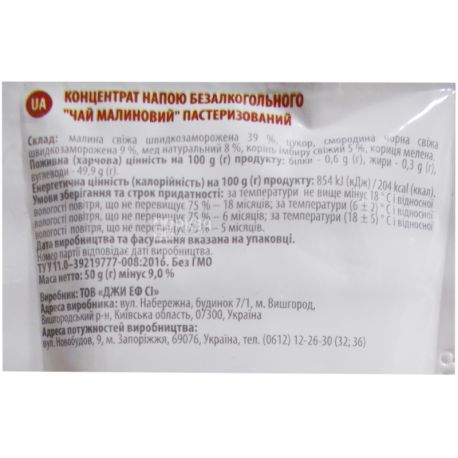 UA
КОНЦЕНТРАТ НАПОЮ БЕЗАЛКОГОЛЬНОГО
"ЧАЙ МАЛИНОВИЙ" ПАСТЕРИЗОВАНИЙ
Склад: малина свіжа швидкозаморожена 39 %, цукор, смородина чорна свіжа
швидкозаморожена 9 %, мед натуральний 8 %, корінь імбиру свіжий 5 %, кориця мелена.
Поживна (харчова) цінність на 100 g (г) продукту: білки - 0,6 g (г), жири - 0,3 g (г),
вуглеводи - 49,9 g (г).
Енергетична цінність (калорійність) на 100 g (г) продукту: 854 kJ (кДж) / 204 kcal (ккал).
Умови зберігання та строк придатності: за температури не вище мінус 18 °С і відносної
вологості повітря, що не перевищує 75 % - 18 місяців; за температури (6 ± 2) °С і відносної
вологості повітря, що не перевищує 75 % - 6 місяців; за температури (18 ± 5) °С і відносної
вологості повітря, що не перевищує % - 5 місяців.
Дата виробництва та фасування вказана на упаковці.
Номер партії відповідає даті виробництва.
ТУ У 11.0-39219777-008:2016. Без ГМО
Маса нетто: 50 g (г) мінус 9,0 %
Виробник: ТОВ «ДЖИ ЕФ СІ»
Адреса виробника: вул. Набережна, будинок 7/1, м. Вишгород,
Вишгородський р-н, Київська область, 07300, Україна
Адреса потужностей виробництва:
вул. Новобудов, 9, м. Запоріжжя, 69076, Україна, тел. (0612) 12-26-30 (32; 36)